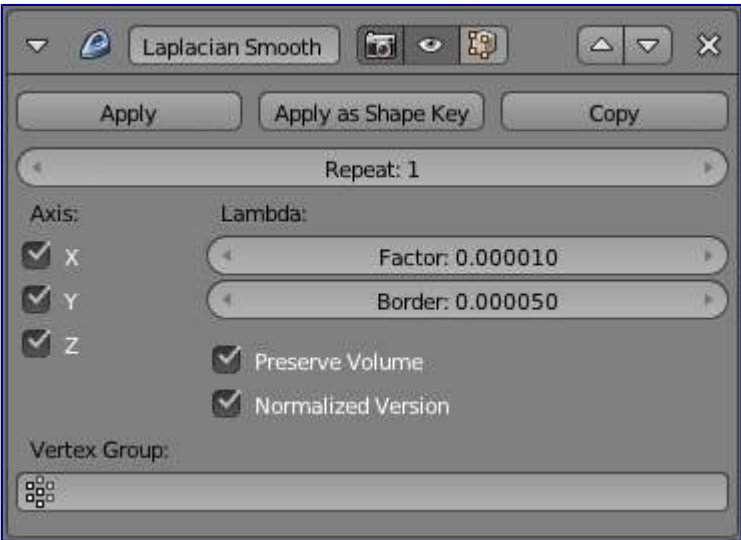 Laplacian Smooth
Apply Apply as Shape Key Copy
Repeat: 1
Axis: Lambda:
X Factor: 0.000010
Y Border: 0.000050
Z Preserve Volume
Normalized Version
Vertex Group: